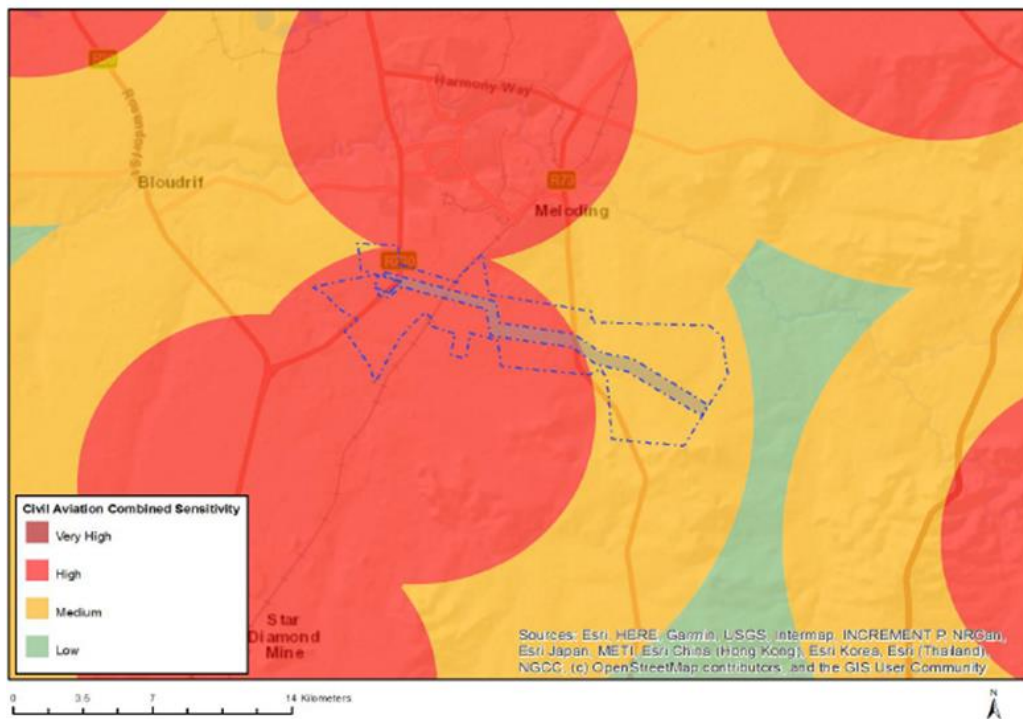 Harmony Way
Bloudrif
R73
Meloding
Civil Aviation Combined Sensitivity
Very High
High
Medium
Low
Star
Diamond
Mine
Sources: Esri, HERE, Garmin, USGS, Intermap, INCREMENT P, NRCan,
Esri Japan, METI, Esri China (Hong Kong), Esri Korea, Esri (Thailand),
NGCC, (c) OpenStreetMap contributors, and the GIS User Community
0 3.5 7 14 Kilometers
N